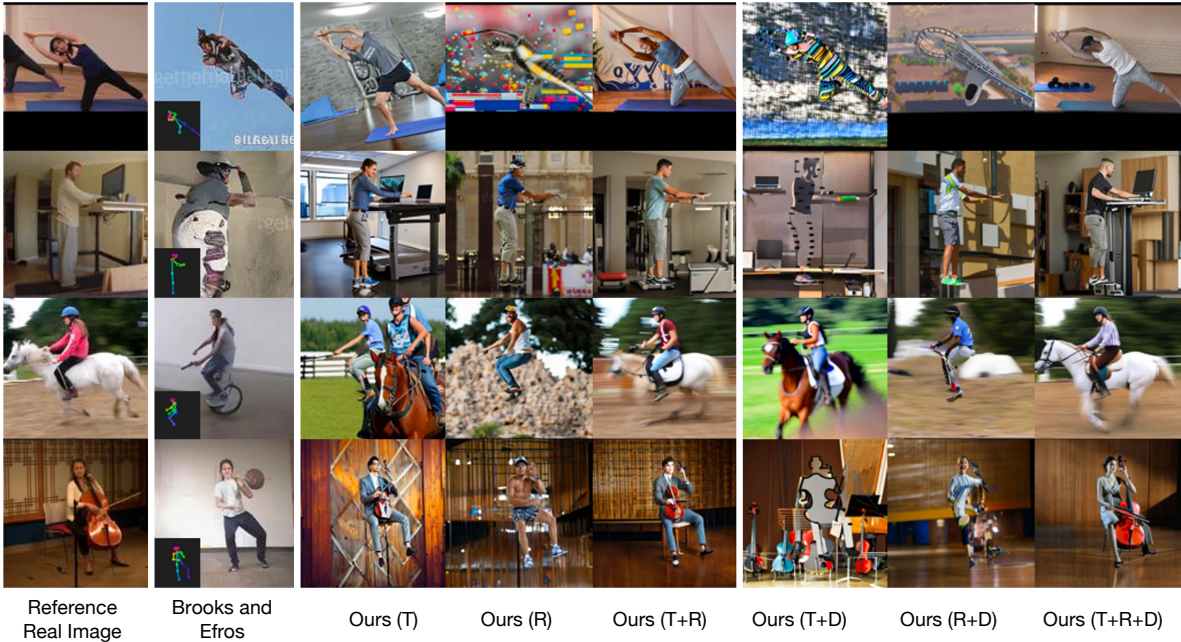 Reference
Real Image
Brooks and
Efros
Ours (T)
Ours (R)
Ours (T+R)
Ours (T+D)
Ours (R+D)
Ours (T+R+D)